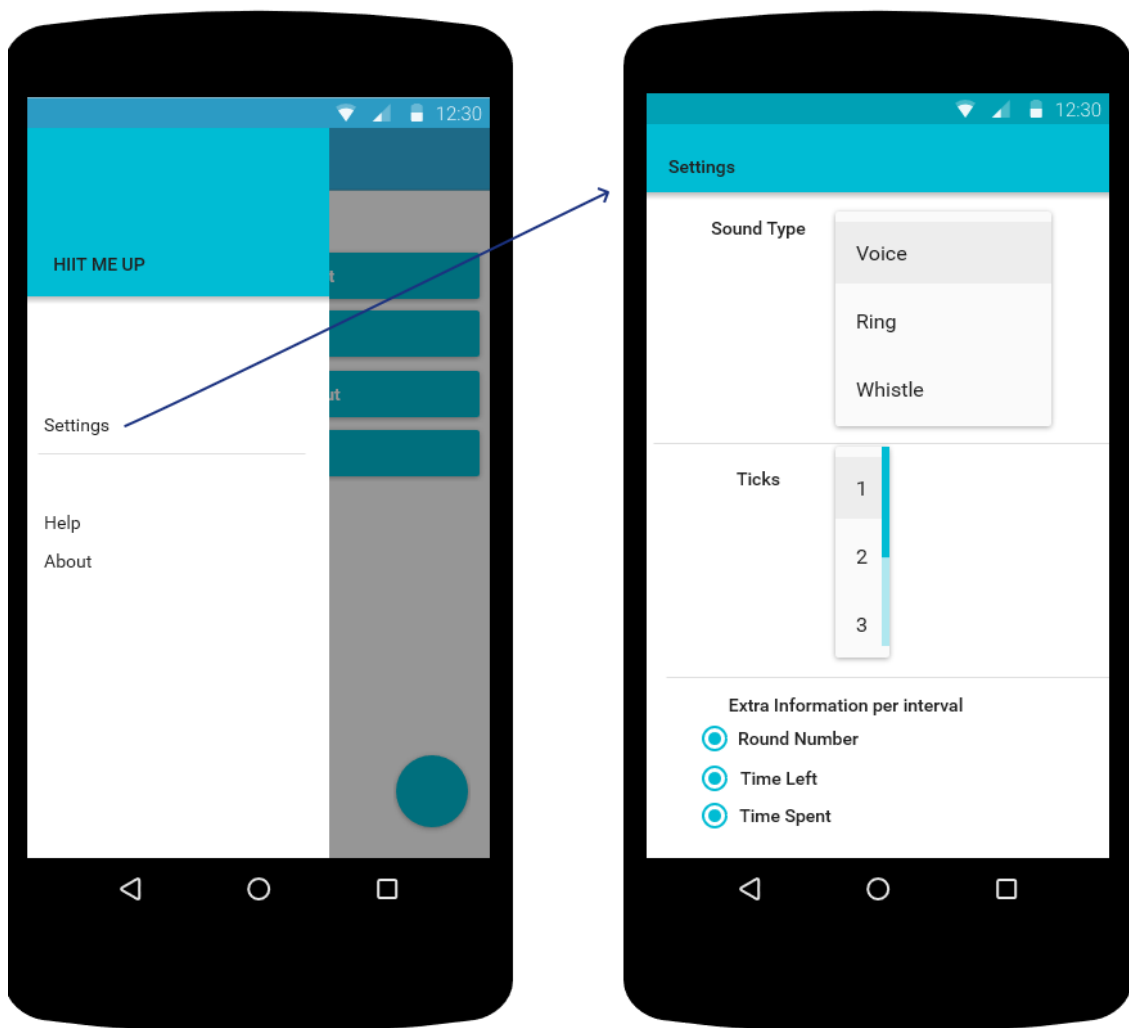 12:30
HIIT ME UP
t
ut
Settings
Help
About
12:30
Settings
Sound Type
Voice
Ring
Whistle
Ticks
1
2
3
Extra Information per interval
Round Number
Time Left
Time Spent